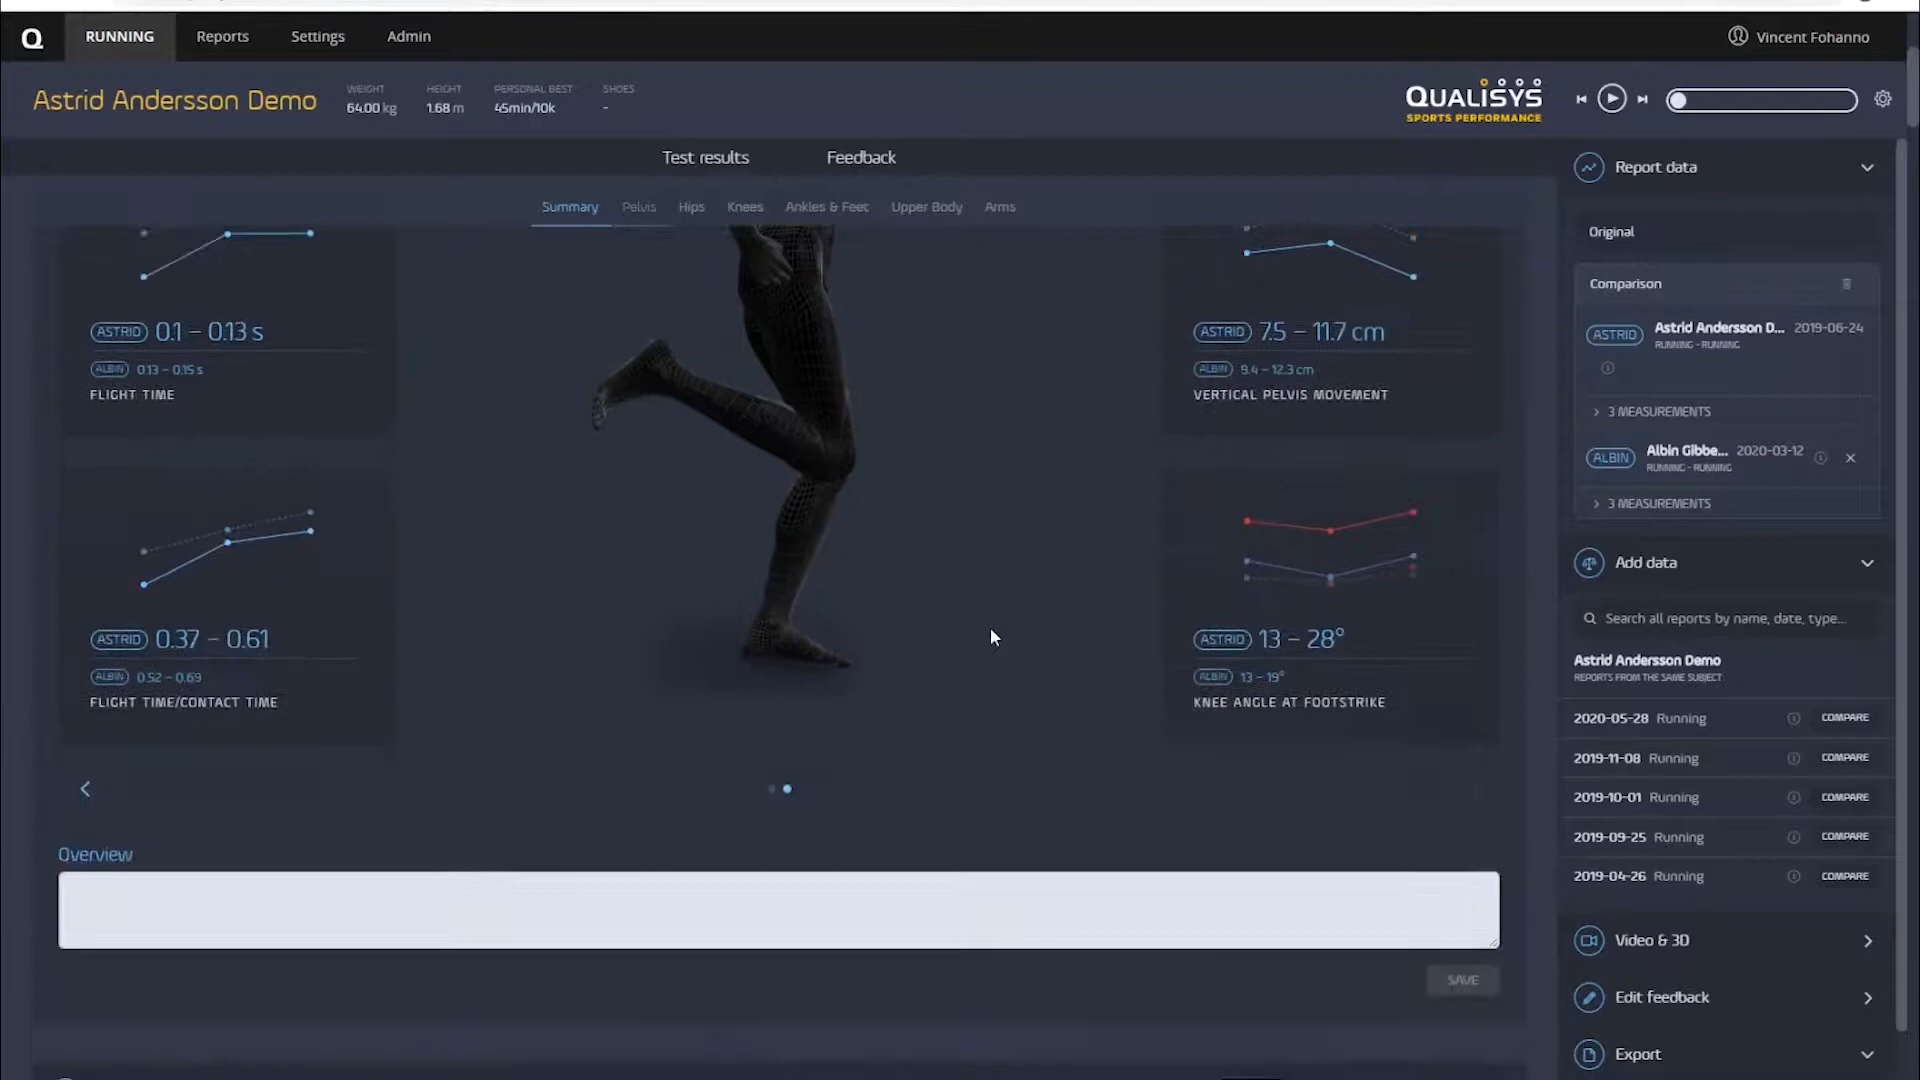 Q RUNNING Reports Settings Admin Vincent Fohanno
Astrid Andersson Demo
WEIGHT HEIGHT PERSONAL BEST SHOES
64.00 kg 1.68 m 45min/10k -
QUALISYS
SPORTS PERFORMANCE
Test results Feedback
Summary Pelvis Hips Knees Ankles & Feet Upper Body Arms
ASTRID 0.1 – 0.13 s
ALBIN 0.13 – 0.15 s
FLIGHT TIME
ASTRID 7.5 – 11.7 cm
ALBIN 9.4 – 12.3 cm
VERTICAL PELVIS MOVEMENT
ASTRID 0.37 – 0.61
ALBIN 0.52 – 0.69
FLIGHT TIME/CONTACT TIME
ASTRID 13 – 28°
ALBIN 13 – 19°
KNEE ANGLE AT FOOTSTRIKE
Overview
SAVE
Report data
Original
Comparison
ASTRID Astrid Andersson D... 2019-06-24
RUNNING - RUNNING
3 MEASUREMENTS
ALBIN Albin Gibbe... 2020-03-12
RUNNING - RUNNING
3 MEASUREMENTS
Add data
Search all reports by name, date, type...
Astrid Andersson Demo
REPORTS FROM THE SAME SUBJECT
2020-05-28 Running COMPARE
2019-11-08 Running COMPARE
2019-10-01 Running COMPARE
2019-09-25 Running COMPARE
2019-04-26 Running COMPARE
Video & 3D
Edit feedback
Export